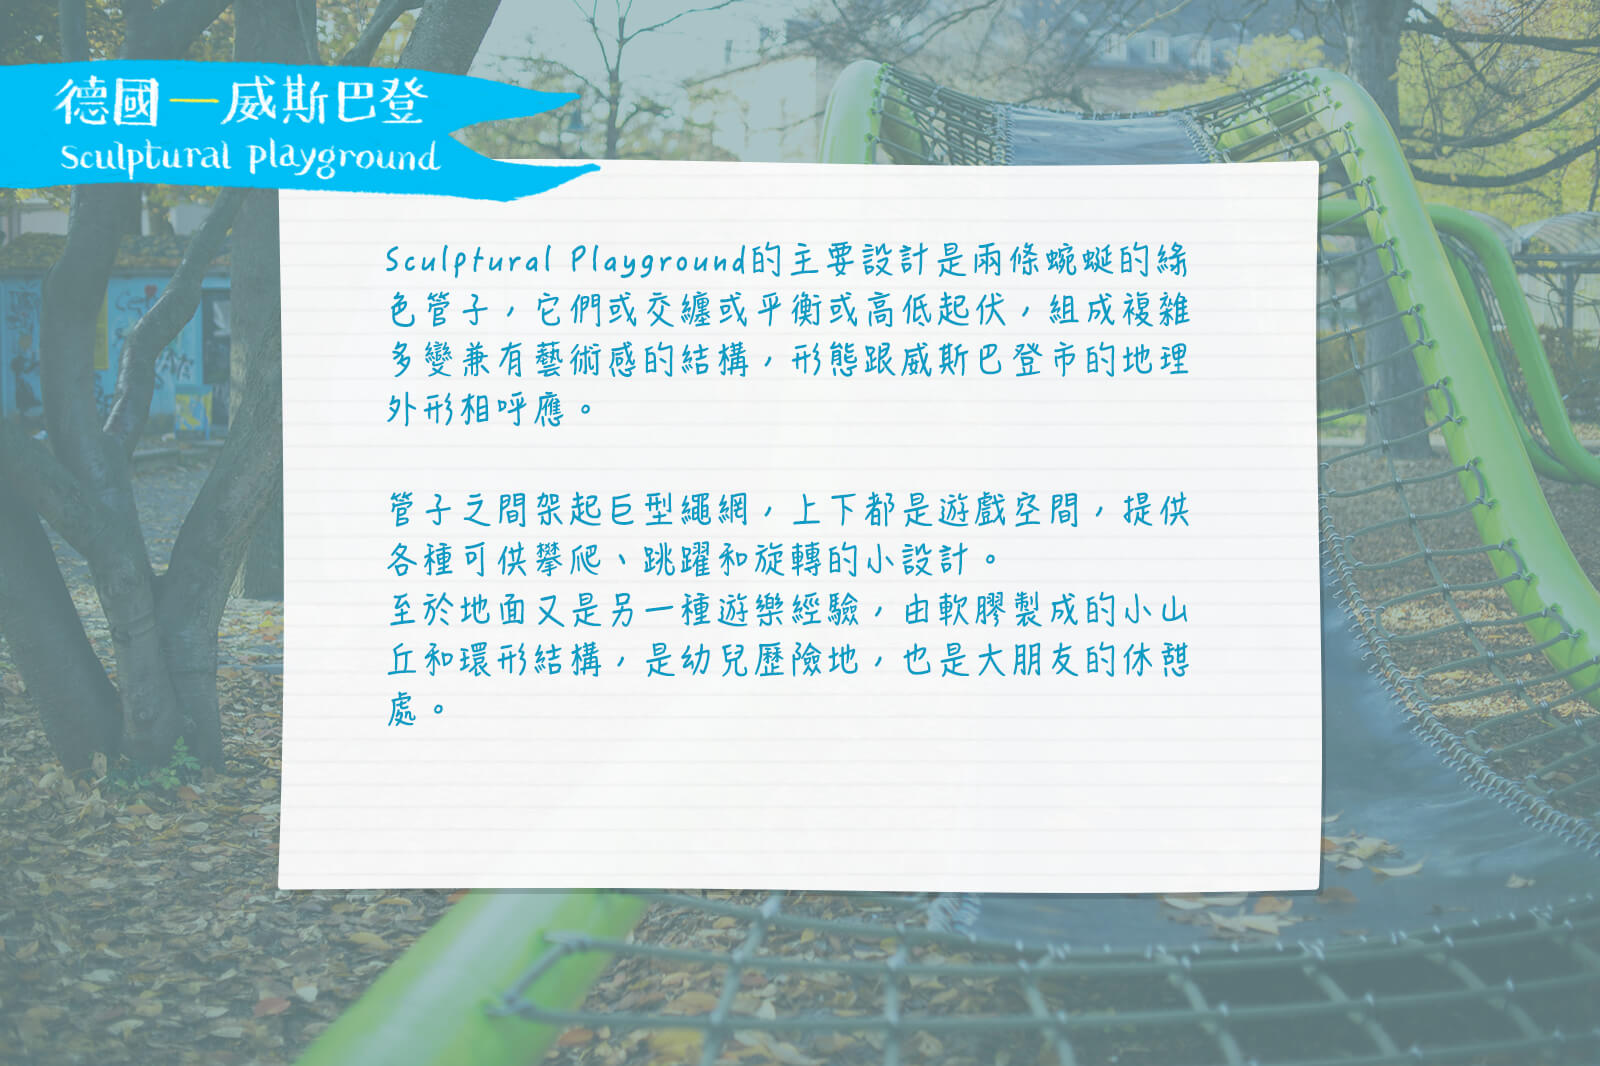 德國—威斯巴登
Sculptural playground
Sculptural Playground的主要設計是兩條蜿蜒的綠
色管子，它們或交纏或平衡或高低起伏，組成複雜
多變兼有藝術感的結構，形態跟威斯巴登市的地理
外形相呼應。
管子之間架起巨型繩網，上下都是遊戲空間，提供
各種可供攀爬、跳躍和旋轉的小設計。
至於地面又是另一種遊樂經驗，由軟膠製成的小山
丘和環形結構，是幼兒歷險地，也是大朋友的休憩
處。